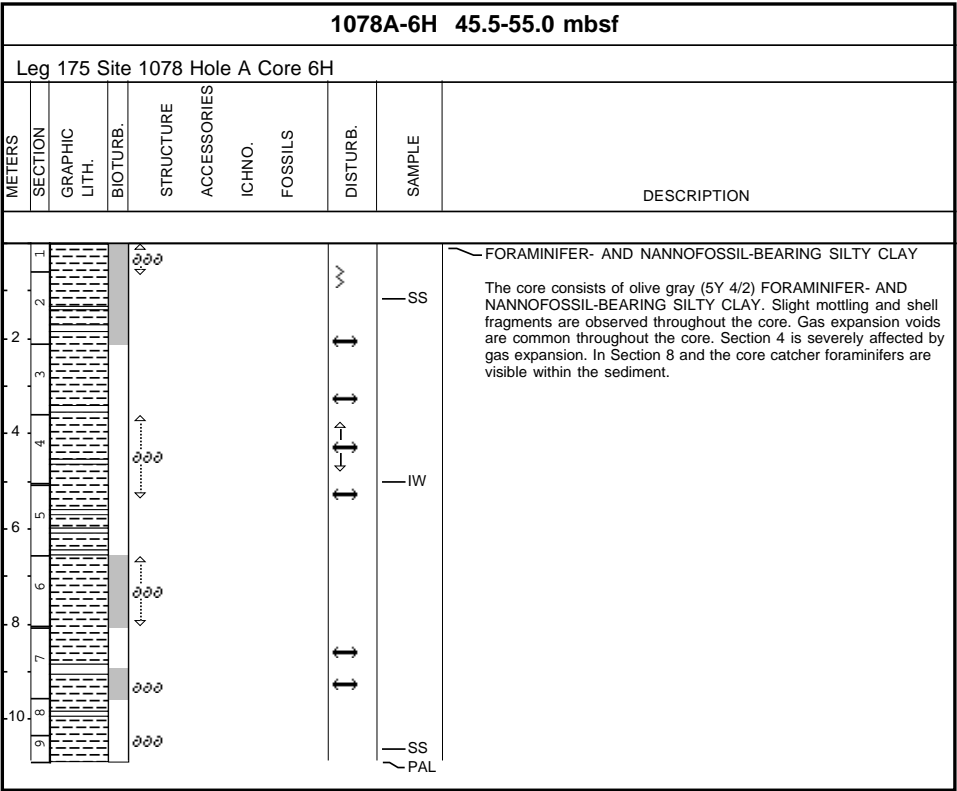 1078A-6H 45.5-55.0 mbsf
Leg 175 Site 1078 Hole A Core 6H
METERS
SECTION
GRAPHIC
LITH.
BIOTURB.
STRUCTURE
ACCESSORIES
ICHNO.
FOSSILS
DISTURB.
SAMPLE
DESCRIPTION
1
2
3
4
5
6
7
8
9
2
4
6
8
10
SS
IW
SS
PAL
FORAMINIFER- AND NANNOFOSSIL-BEARING SILTY CLAY
The core consists of olive gray (5Y 4/2) FORAMINIFER- AND
NANNOFOSSIL-BEARING SILTY CLAY. Slight mottling and shell
fragments are observed throughout the core. Gas expansion voids
are common throughout the core. Section 4 is severely affected by
gas expansion. In Section 8 and the core catcher foraminifers are
visible within the sediment.